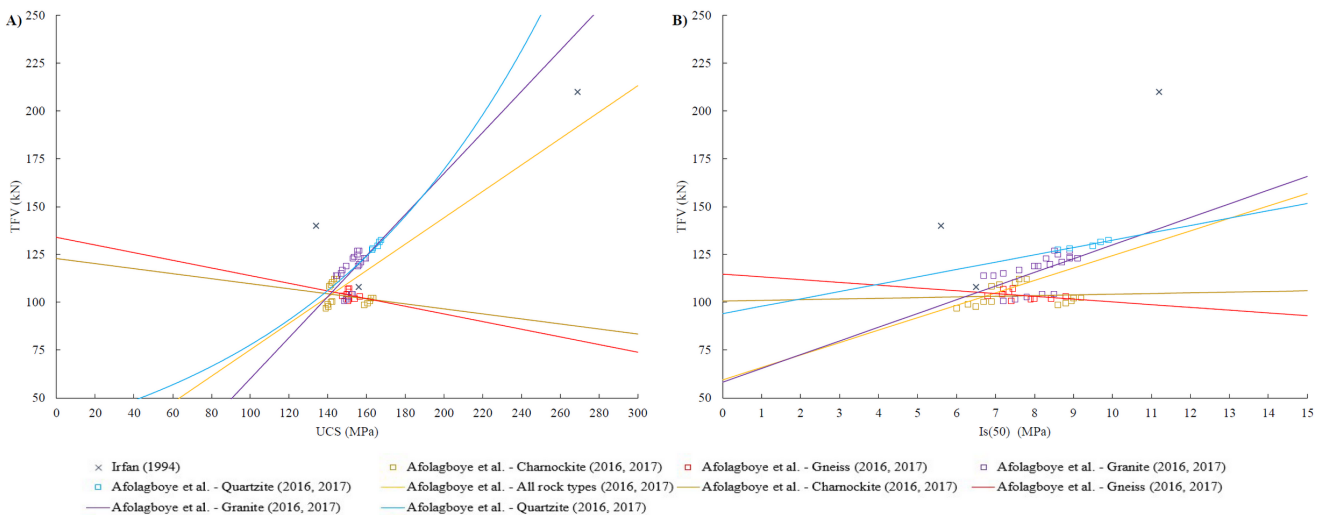 A)
250
225
200
175
150
125
100
75
50
TFV (kN)
0 20 40 60 80 100 120 140 160 180 200 220 240 260 280 300
UCS (MPa)
B)
250
225
200
175
150
125
100
75
50
TFV (kN)
0 1 2 3 4 5 6 7 8 9 10 11 12 13 14 15
Is(50) (MPa)
Irfan (1994) Afolagboye et al. - Charnockite (2016, 2017) Afolagboye et al. - Gneiss (2016, 2017) Afolagboye et al. - Granite (2016, 2017)
Afolagboye et al. - Quartzite (2016, 2017) Afolagboye et al. - All rock types (2016, 2017) Afolagboye et al. - Charnockite (2016, 2017) Afolagboye et al. - Gneiss (2016, 2017)
Afolagboye et al. - Granite (2016, 2017) Afolagboye et al. - Quartzite (2016, 2017)